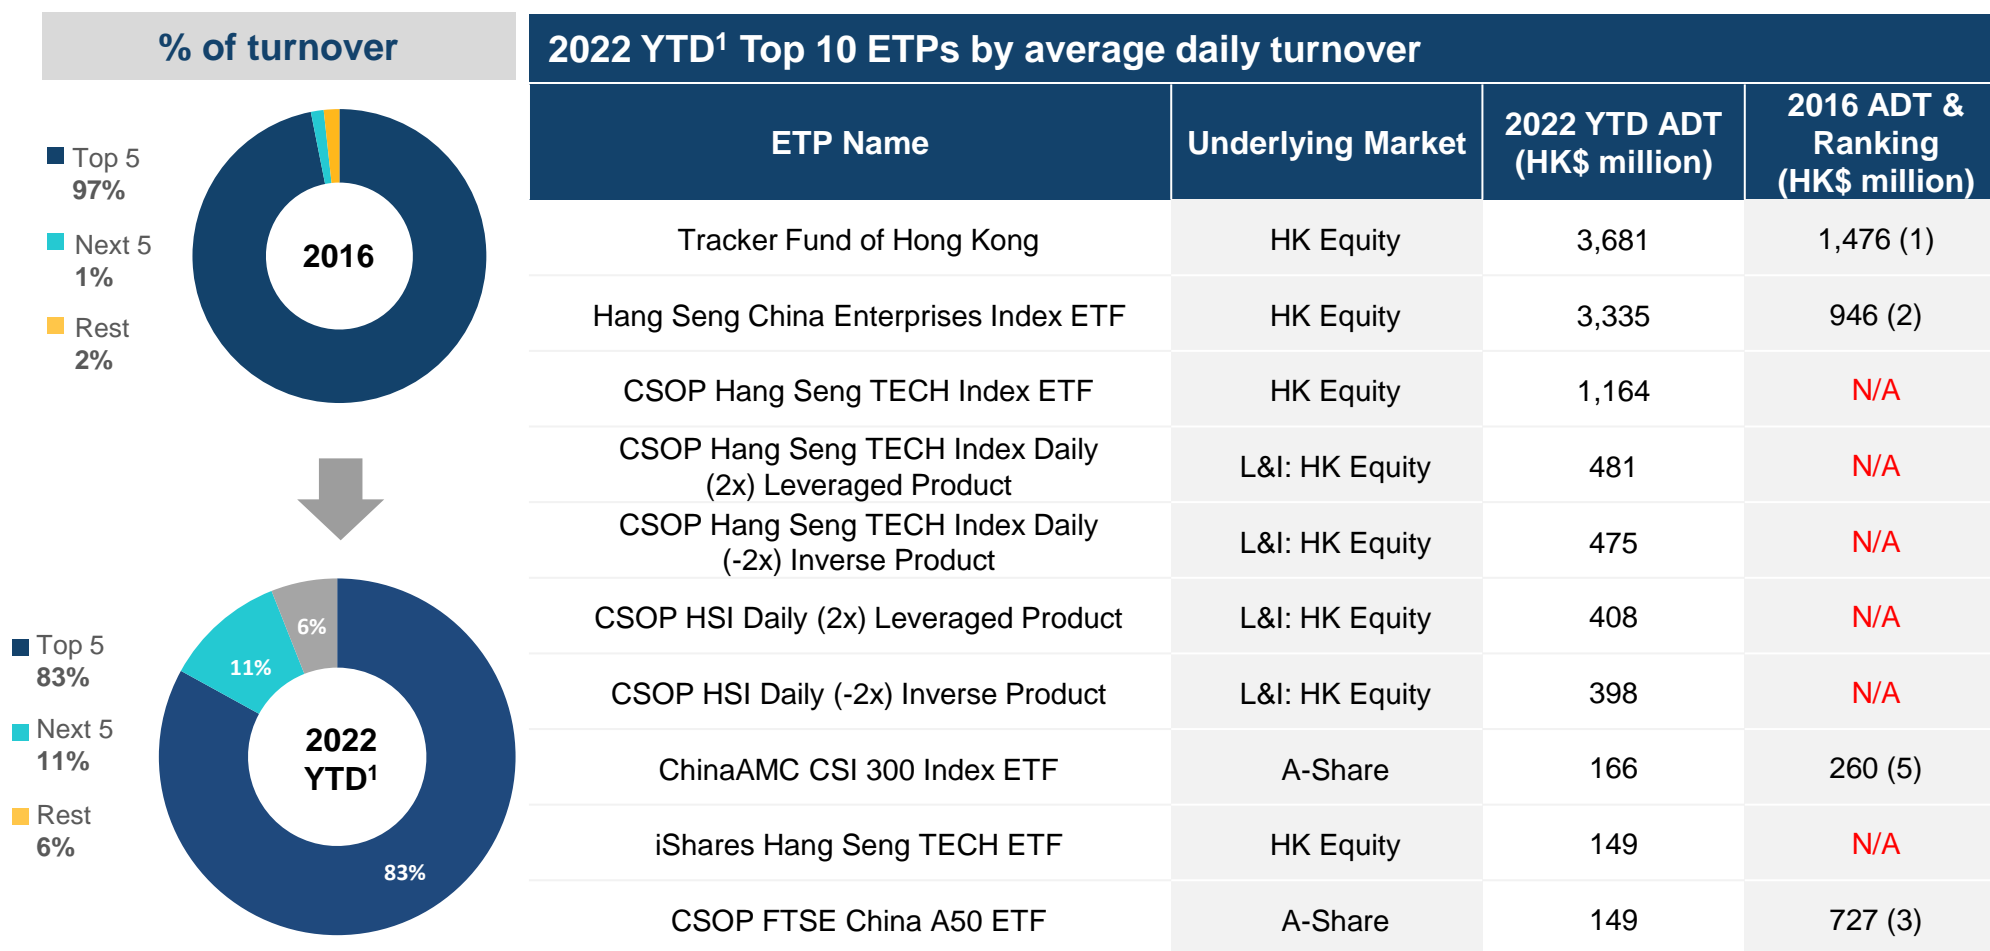 % of turnover
Top 5
97%
Next 5
1%
Rest
2%
2016
Top 5
83%
Next 5
11%
Rest
6%
6%
11%
83%
2022
YTD¹
2022 YTD¹ Top 10 ETPs by average daily turnover
ETP Name
Underlying Market
2022 YTD ADT
(HK$ million)
2016 ADT &
Ranking
(HK$ million)
Tracker Fund of Hong Kong
HK Equity
3,681
1,476 (1)
Hang Seng China Enterprises Index ETF
HK Equity
3,335
946 (2)
CSOP Hang Seng TECH Index ETF
HK Equity
1,164
N/A
CSOP Hang Seng TECH Index Daily
(2x) Leveraged Product
L&I: HK Equity
481
N/A
CSOP Hang Seng TECH Index Daily
(-2x) Inverse Product
L&I: HK Equity
475
N/A
CSOP HSI Daily (2x) Leveraged Product
L&I: HK Equity
408
N/A
CSOP HSI Daily (-2x) Inverse Product
L&I: HK Equity
398
N/A
ChinaAMC CSI 300 Index ETF
A-Share
166
260 (5)
iShares Hang Seng TECH ETF
HK Equity
149
N/A
CSOP FTSE China A50 ETF
A-Share
149
727 (3)